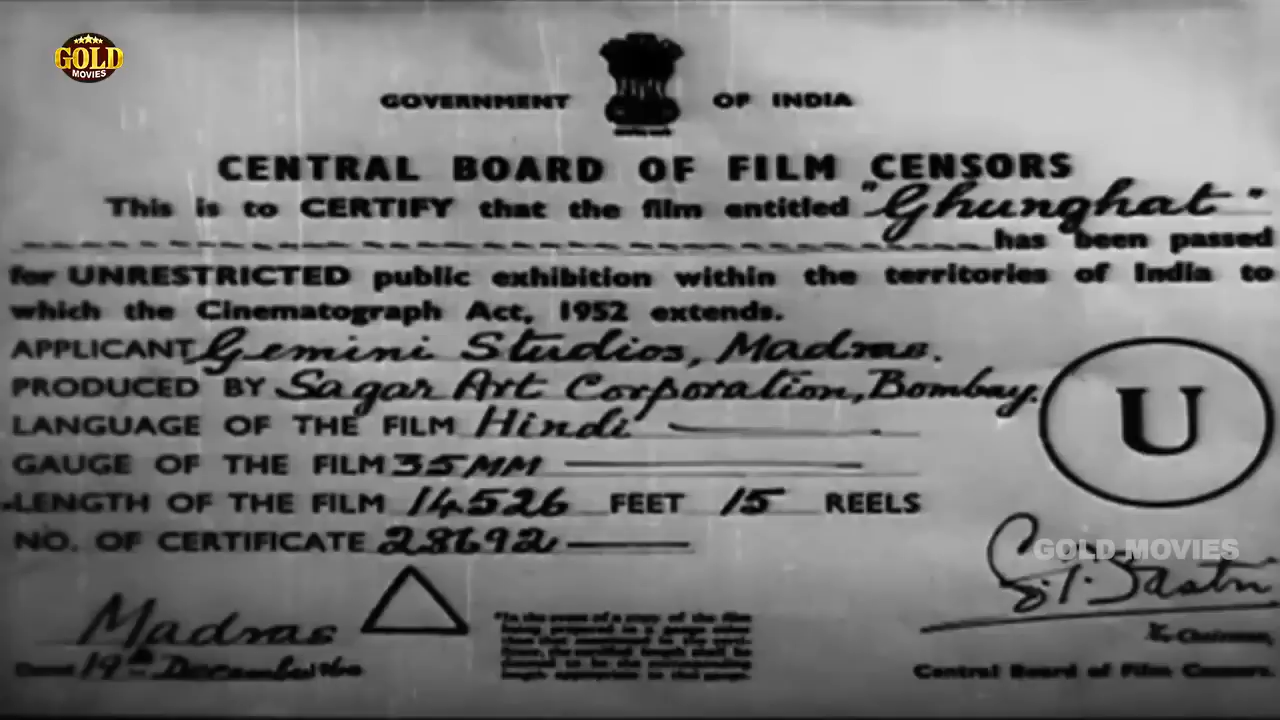 GOLD
MOVIES
GOVERNMENT OF INDIA
CENTRAL BOARD OF FILM CENSORS
This is to CERTIFY that the film entitled "Ghunghat"
has been passed
for UNRESTRICTED public exhibition within the territories of India to
which the Cinematograph Act, 1952 extends.
APPLICANT Gemini Studios, Madras.
PRODUCED BY Sagar Art Corporation, Bombay.
LANGUAGE OF THE FILM Hindi
GAUGE OF THE FILM 35MM
LENGTH OF THE FILM 14526 FEET 15 REELS
NO. OF CERTIFICATE 28692
U
GOLD MOVIES
Madras
19th December
Chairman,
Central Board of Film Censors.